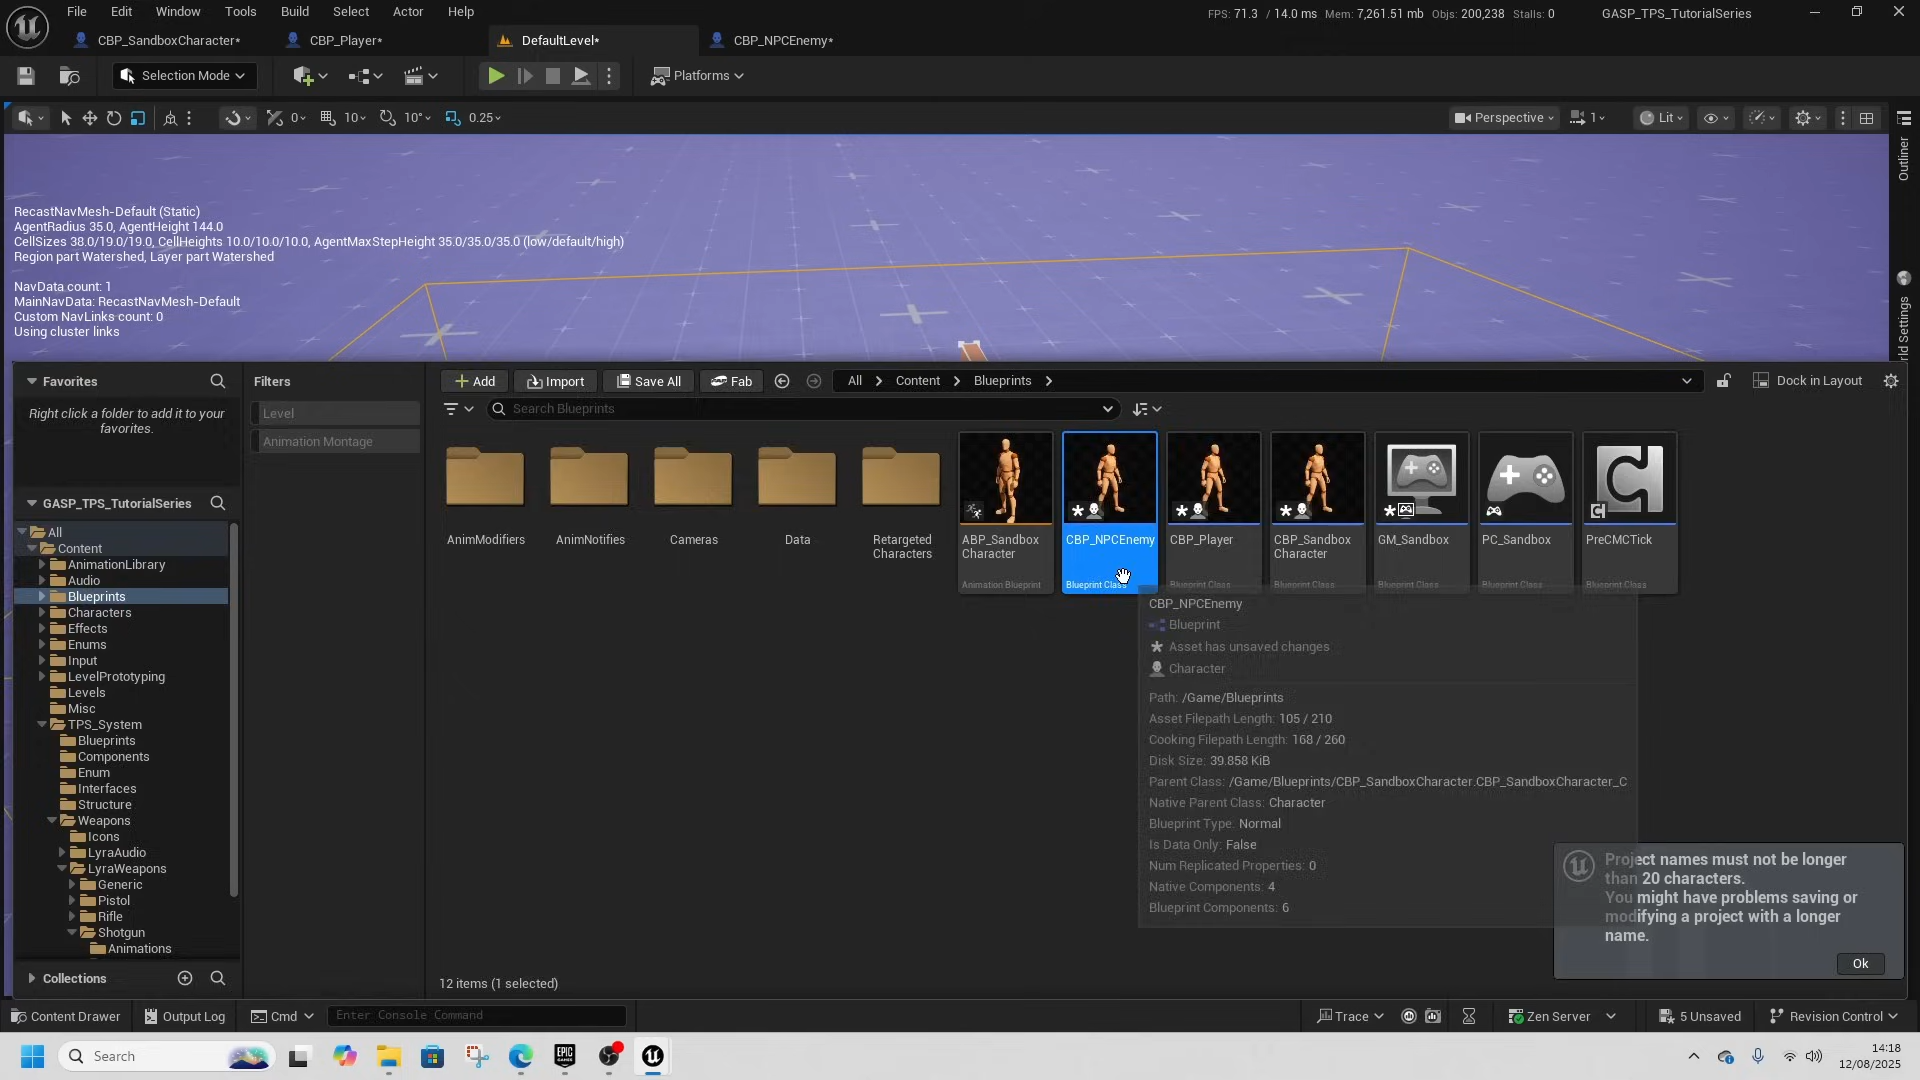 File Edit Window Tools Build Select Actor Help
FPS: 71.3 / 14.0 ms Mem: 7,261.51 mb Objs: 200,238 Stalls: 0
GASP_TPS_TutorialSeries
CBP_SandboxCharacter*
CBP_Player*
DefaultLevel*
CBP_NPCEnemy*
Selection Mode
Platforms
0
10
10°
0.25
Perspective
1
Lit
Outliner
RecastNavMesh-Default (Static)
AgentRadius 35.0, AgentHeight 144.0
CellSizes 38.0/19.0/19.0, CellHeights 10.0/10.0/10.0, AgentMaxStepHeight 35.0/35.0/35.0 (low/default/high)
Region part Watershed, Layer part Watershed
NavData count: 1
MainNavData: RecastNavMesh-Default
Custom NavLinks count: 0
Using cluster links
rld Settings
Favorites
Filters
Add
Import
Save All
Fab
All
Content
Blueprints
Dock in Layout
Right click a folder to add it to your
favorites.
Level
Animation Montage
Search Blueprints
GASP_TPS_TutorialSeries
All
Content
AnimationLibrary
Audio
Blueprints
Characters
Effects
Enums
Input
LevelPrototyping
Levels
Misc
TPS_System
Blueprints
Components
Enum
Interfaces
Structure
Weapons
Icons
LyraAudio
LyraWeapons
Generic
Pistol
Rifle
Shotgun
Animations
Collections
AnimModifiers
AnimNotifies
Cameras
Data
Retargeted
Characters
ABP_Sandbox
Character
Animation Blueprint
CBP_NPCEnemy
Blueprint Class
CBP_Player
Blueprint Class
CBP_Sandbox
Character
Blueprint Class
GM_Sandbox
Blueprint Class
PC_Sandbox
Blueprint Class
PreCMCTick
Blueprint Class
CBP_NPCEnemy
Blueprint
Asset has unsaved changes
Character
Path: /Game/Blueprints
Asset Filepath Length: 105 / 210
Cooking Filepath Length: 168 / 260
Disk Size: 39.858 KiB
Parent Class: /Game/Blueprints/CBP_SandboxCharacter.CBP_SandboxCharacter_C
Native Parent Class: Character
Blueprint Type: Normal
Is Data Only: False
Num Replicated Properties: 0
Native Components: 4
Blueprint Components: 6
Project names must not be longer
than 20 characters.
You might have problems saving or
modifying a project with a longer
name.
Ok
12 items (1 selected)
Content Drawer
Output Log
Cmd
Enter Console Command
Trace
Zen Server
5 Unsaved
Revision Control
Search
EPIC
GAMES
14:18
12/08/2025